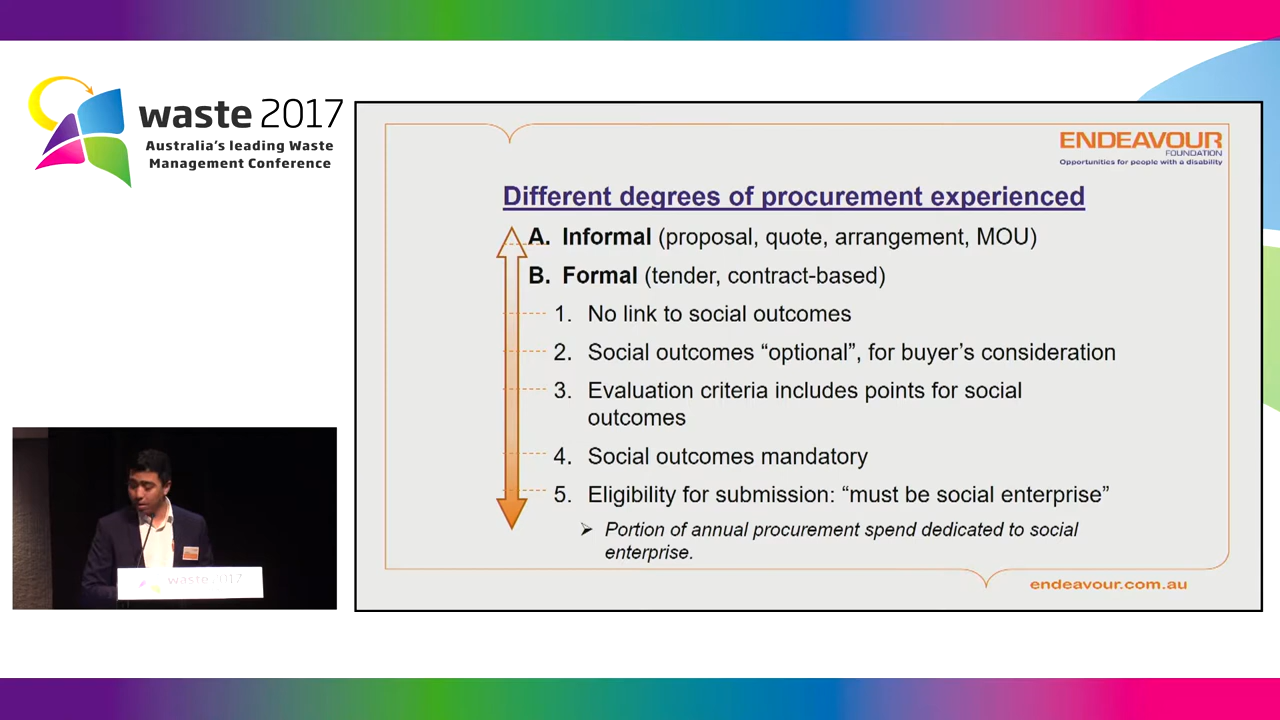 waste 2017
Australia's leading Waste
Management Conference
ENDEAVOUR
FOUNDATION
Opportunities for people with a disability
Different degrees of procurement experienced
A. Informal (proposal, quote, arrangement, MOU)
B. Formal (tender, contract-based)
1. No link to social outcomes
2. Social outcomes “optional”, for buyer’s consideration
3. Evaluation criteria includes points for social
outcomes
4. Social outcomes mandatory
5. Eligibility for submission: “must be social enterprise”
➢ Portion of annual procurement spend dedicated to social
enterprise.
endeavour.com.au
waste 2017